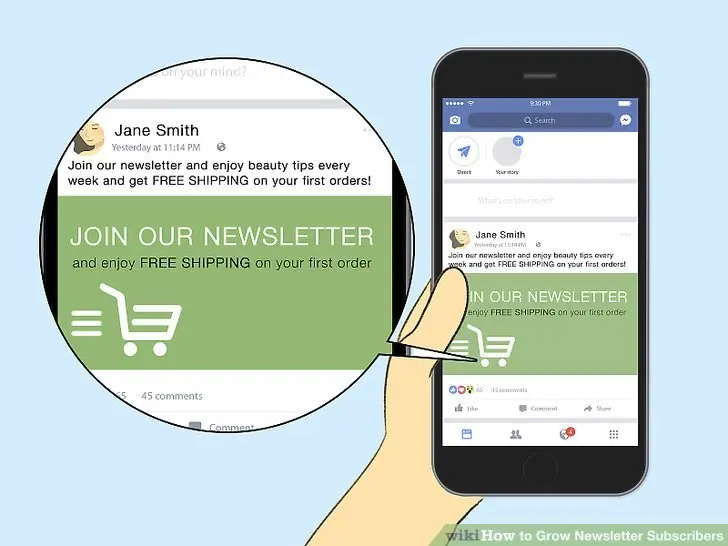 s on your mind?
Jane Smith
Yesterday at 11:14 PM
Join our newsletter and enjoy beauty tips every
week and get FREE SHIPPING on your first orders!
JOIN OUR NEWSLETTER
and enjoy FREE SHIPPING on your first order
65
45 comments
Comment
9:30 PM
Search
Direct
Your story
What's on your mind?
Jane Smith
Yesterday at 11:14 PM
Join our newsletter and enjoy beauty tips every
week and get FREE SHIPPING on your first orders!
IN OUR NEWSLETTER
enjoy FREE SHIPPING on your first order
65
45 comments
Like
Comment
Share
4
wikiHow to Grow Newsletter Subscribers